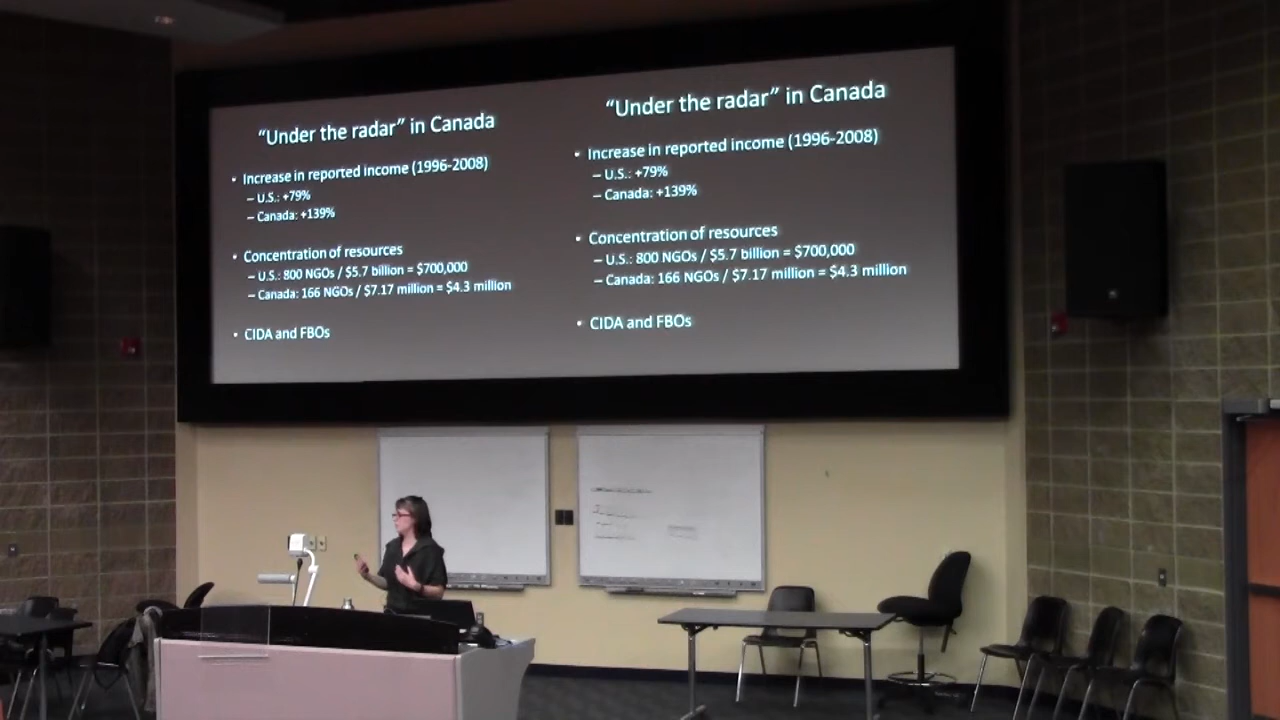 “Under the radar” in Canada
• Increase in reported income (1996-2008)
– U.S.: +79%
– Canada: +139%
• Concentration of resources
– U.S.: 800 NGOs / $5.7 billion = $700,000
– Canada: 166 NGOs / $7.17 million = $4.3 million
• CIDA and FBOs
“Under the radar” in Canada
• Increase in reported income (1996-2008)
– U.S.: +79%
– Canada: +139%
• Concentration of resources
– U.S.: 800 NGOs / $5.7 billion = $700,000
– Canada: 166 NGOs / $7.17 million = $4.3 million
• CIDA and FBOs